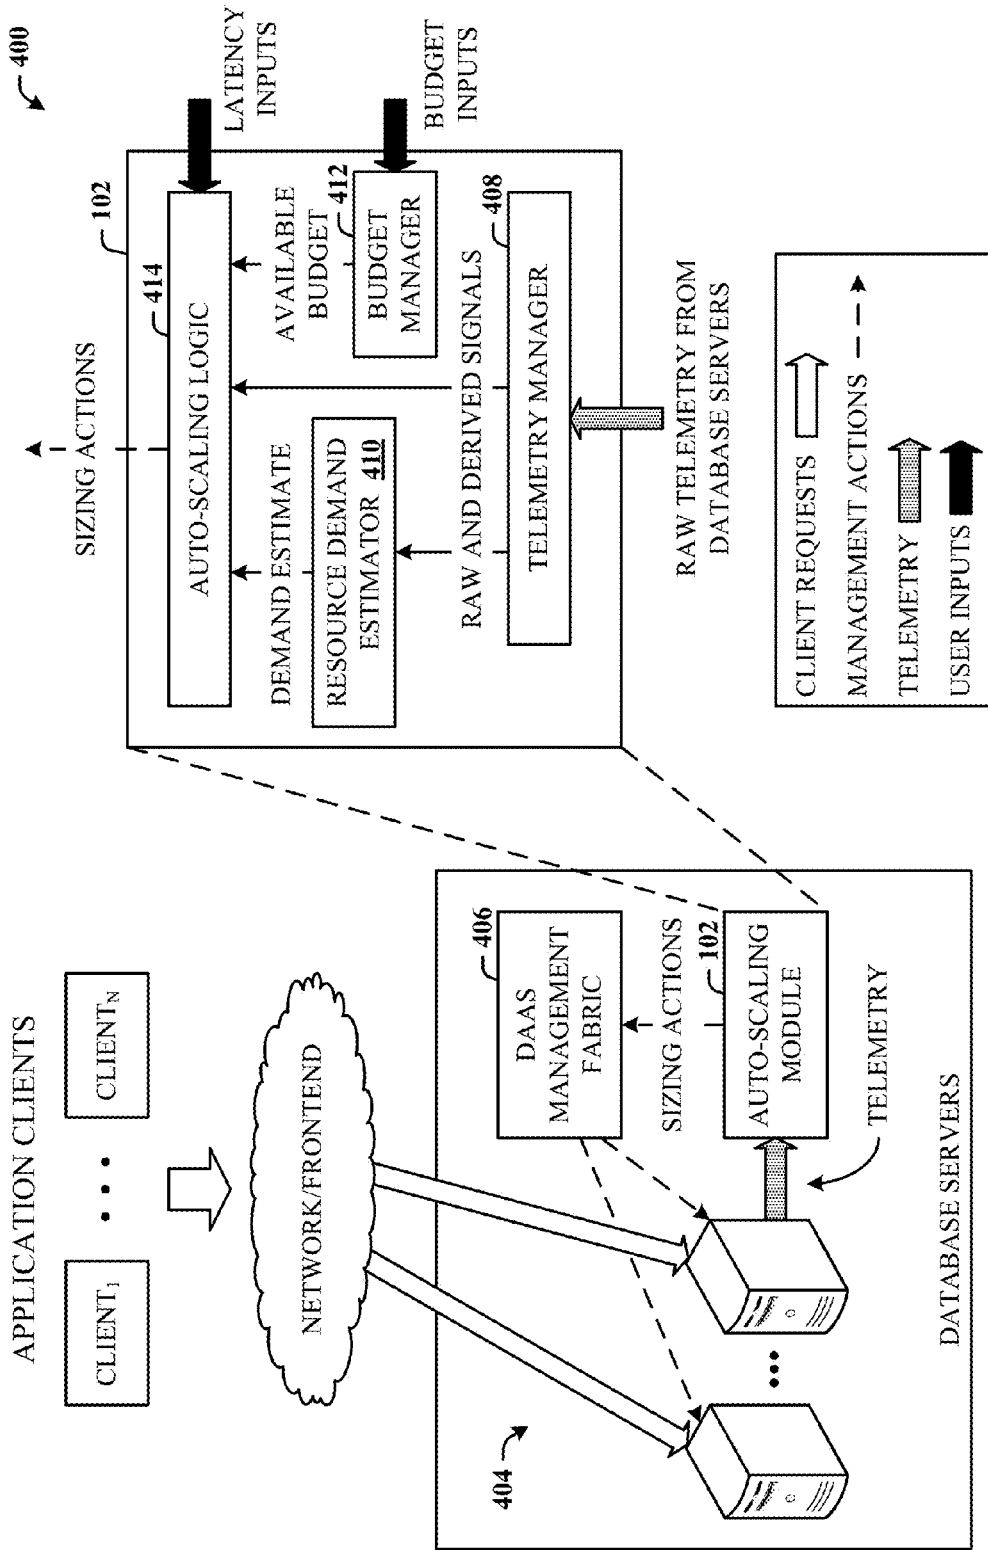 400
APPLICATION CLIENTS
CLIENT1
CLIENTN
NETWORK/FRONTEND
404
DAAS
MANAGEMENT
FABRIC
406
SIZING ACTIONS
102
AUTO-SCALING
MODULE
TELEMETRY
DATABASE SERVERS
SIZING ACTIONS
102
414
AUTO-SCALING LOGIC
LATENCY
INPUTS
DEMAND ESTIMATE
AVAILABLE
BUDGET
412
RESOURCE DEMAND
ESTIMATOR 410
BUDGET
MANAGER
BUDGET
INPUTS
RAW AND DERIVED SIGNALS
408
TELEMETRY MANAGER
RAW TELEMETRY FROM
DATABASE SERVERS
CLIENT REQUESTS
MANAGEMENT ACTIONS
TELEMETRY
USER INPUTS